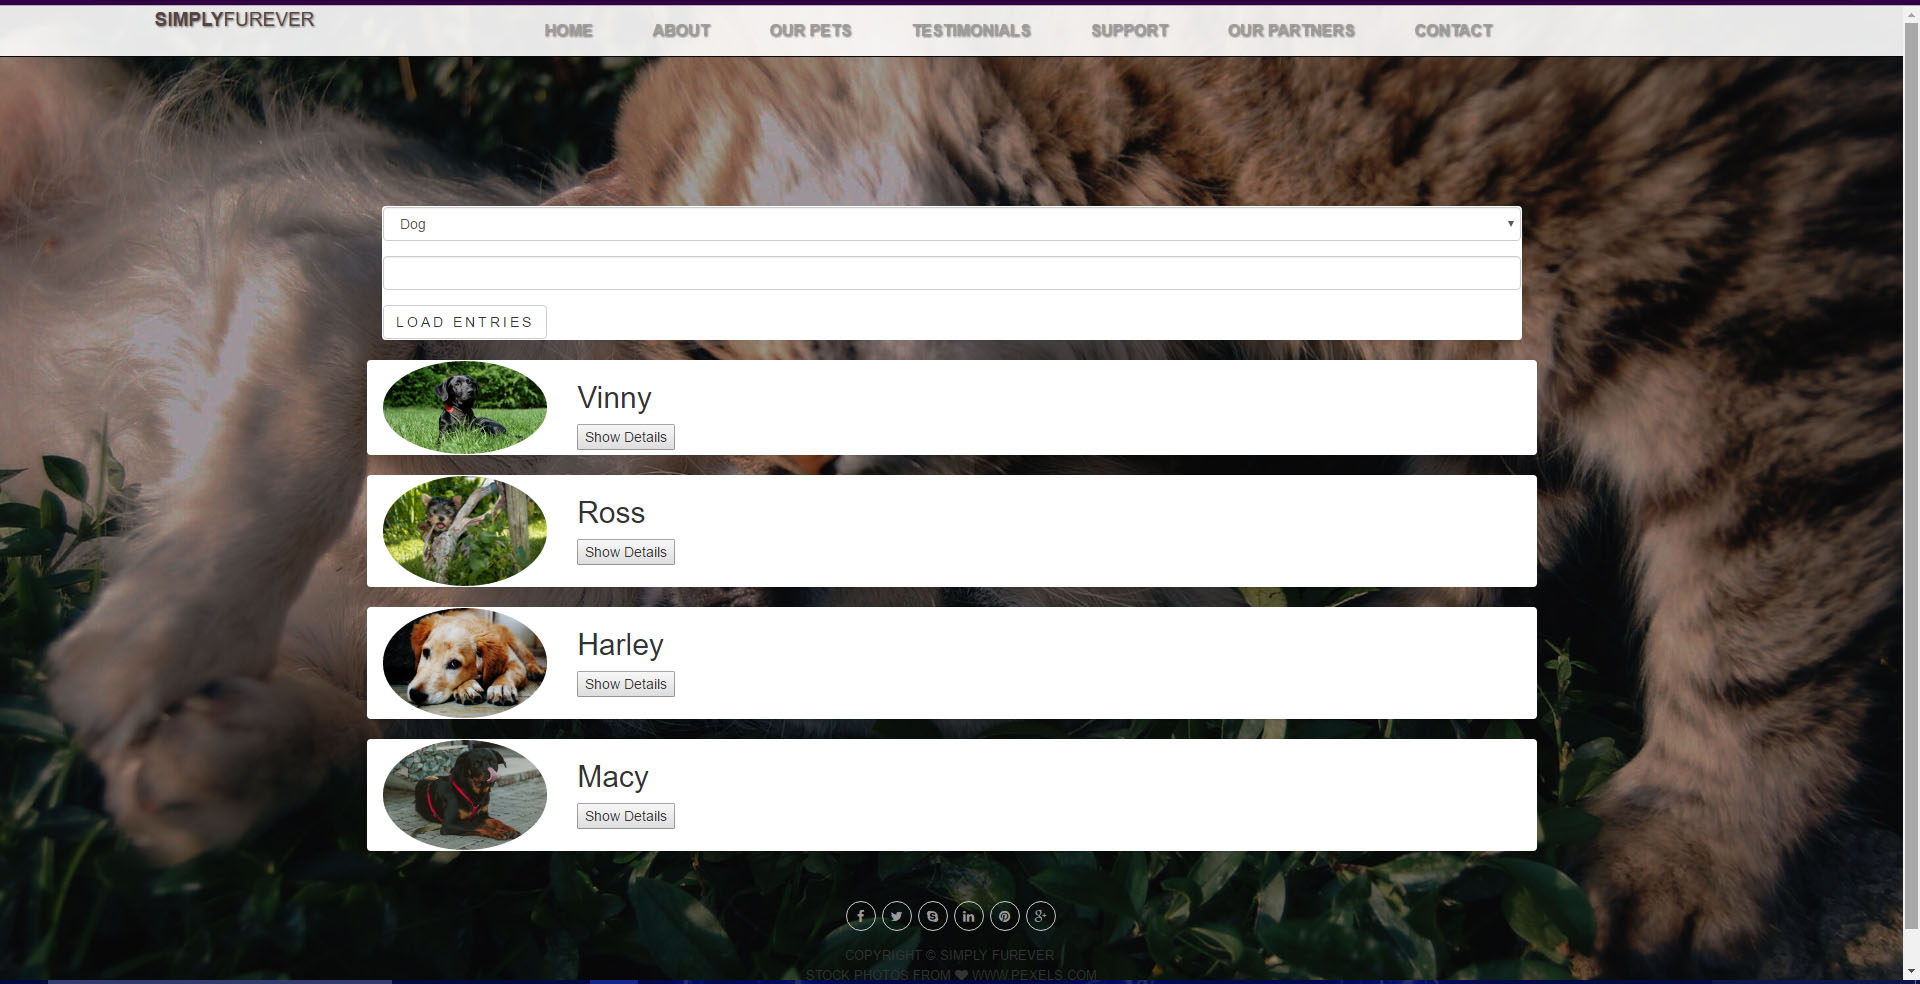 SIMPLYFUREVER
HOME ABOUT OUR PETS TESTIMONIALS SUPPORT OUR PARTNERS CONTACT
Dog
LOAD ENTRIES
Vinny
Show Details
Ross
Show Details
Harley
Show Details
Macy
Show Details
COPYRIGHT © SIMPLY FUREVER
STOCK PHOTOS FROM ❤ WWW.PEXELS.COM